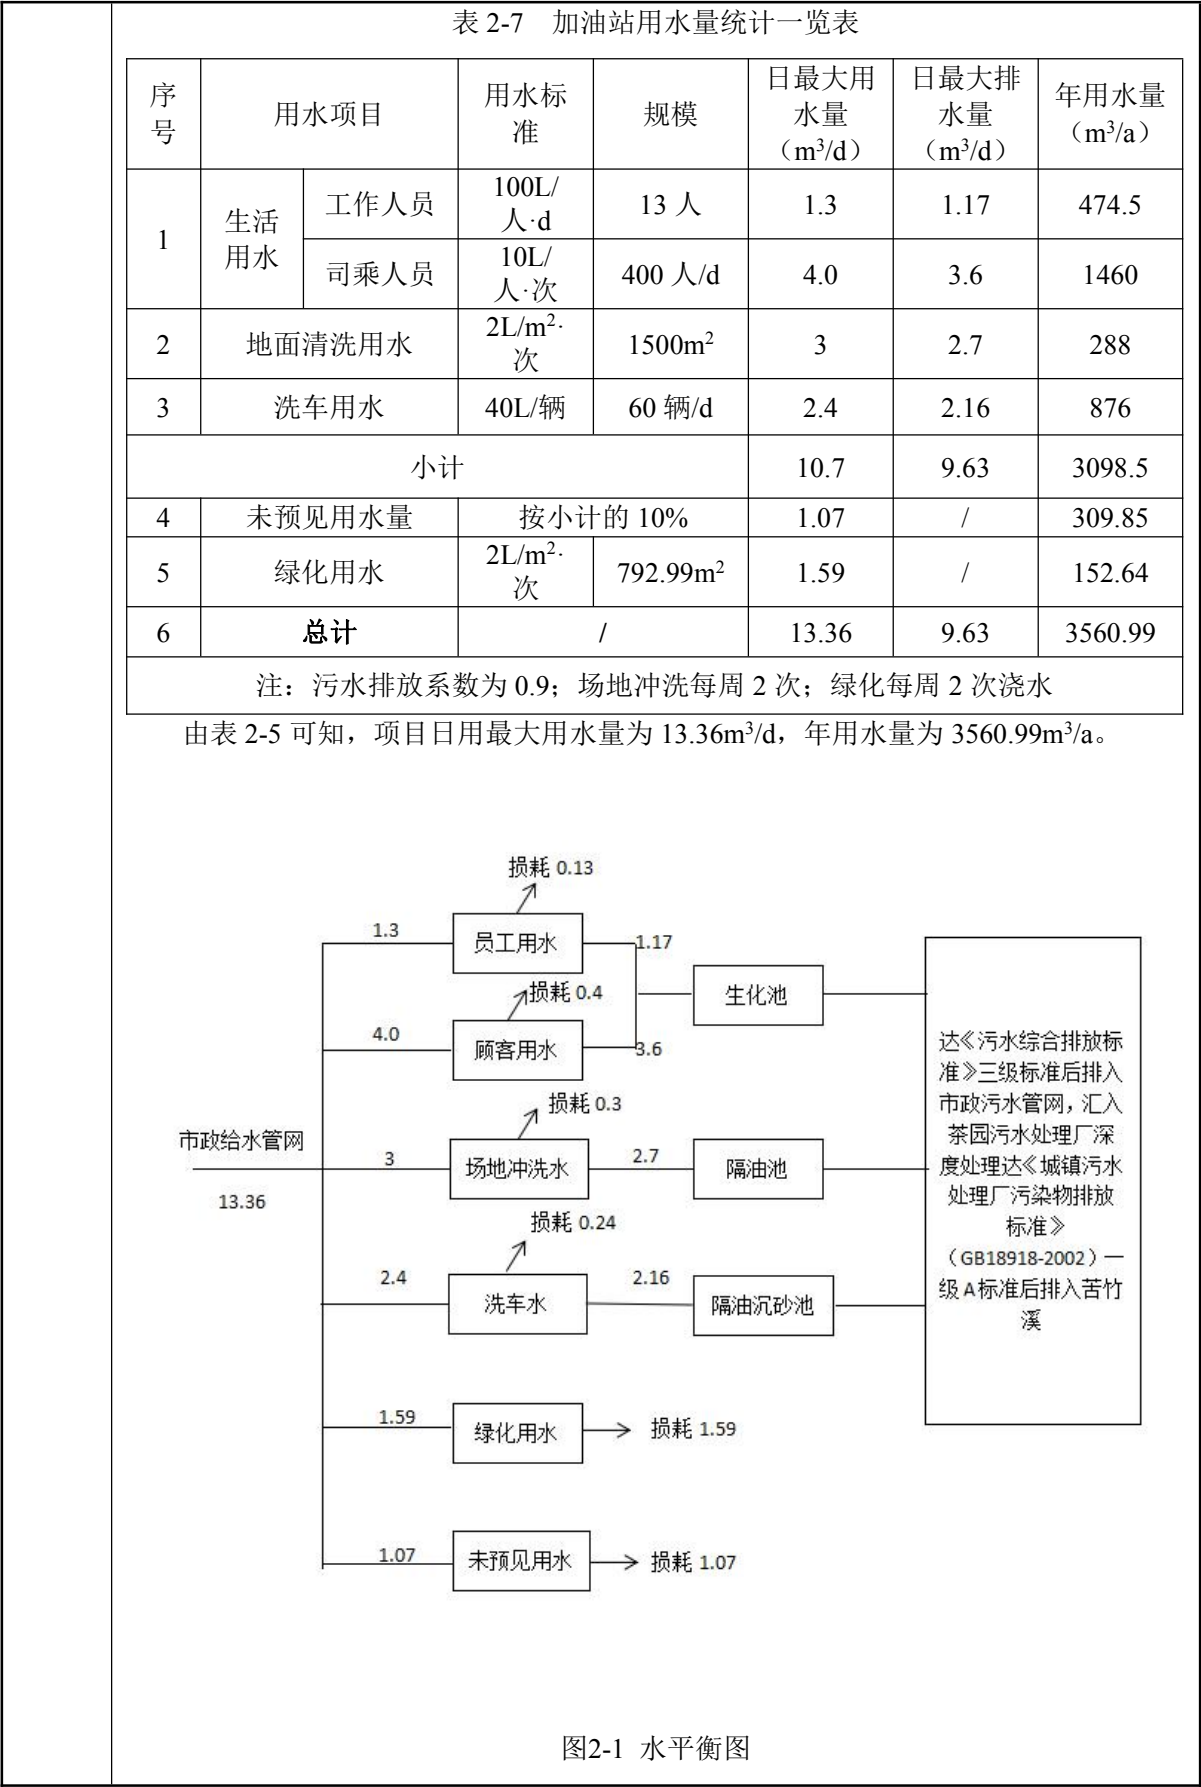 表 2-7 加油站用水量统计一览表
序号 用水项目 用水标准 规模 日最大用水量（m³/d） 日最大排水量（m³/d） 年用水量（m³/a）
1 生活用水 工作人员 100L/人·d 13 人 1.3 1.17 474.5
司乘人员 10L/人·次 400 人/d 4.0 3.6 1460
2 地面清洗用水 2L/m²·次 1500m² 3 2.7 288
3 洗车用水 40L/辆 60 辆/d 2.4 2.16 876
小计 10.7 9.63 3098.5
4 未预见用水量 按小计的 10% 1.07 / 309.85
5 绿化用水 2L/m²·次 792.99m² 1.59 / 152.64
6 总计 / 13.36 9.63 3560.99
注：污水排放系数为 0.9；场地冲洗每周 2 次；绿化每周 2 次浇水
由表 2-5 可知，项目日用最大用水量为 13.36m³/d，年用水量为 3560.99m³/a。
损耗 0.13
1.3 员工用水 1.17
损耗 0.4
生化池
4.0 顾客用水 3.6
损耗 0.3
市政给水管网
13.36
3 场地冲洗水 2.7 隔油池
损耗 0.24
2.4 洗车水 2.16 隔油沉砂池
达《污水综合排放标
准》三级标准后排入
市政污水管网，汇入
茶园污水处理厂深
度处理达《城镇污水
处理厂污染物排放
标准》
（GB18918-2002）一
级 A 标准后排入苦竹
溪
1.59 绿化用水 损耗 1.59
1.07 未预见用水 损耗 1.07
图2-1 水平衡图